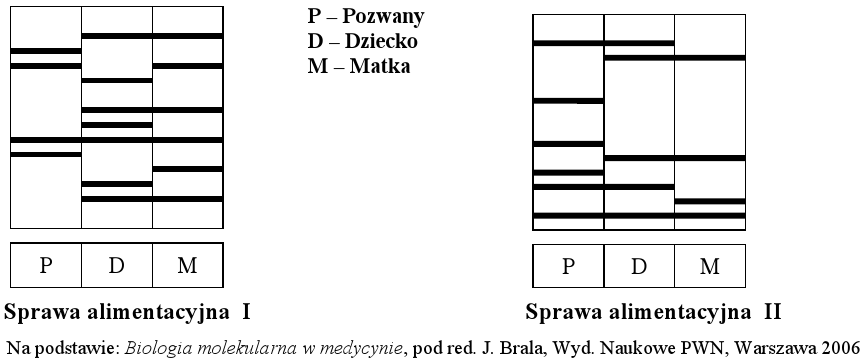 P – Pozwany
D – Dziecko
M – Matka
P D M
P D M
Sprawa alimentacyjna I
Sprawa alimentacyjna II
Na podstawie: Biologia molekularna w medycynie, pod red. J. Brala, Wyd. Naukowe PWN, Warszawa 2006